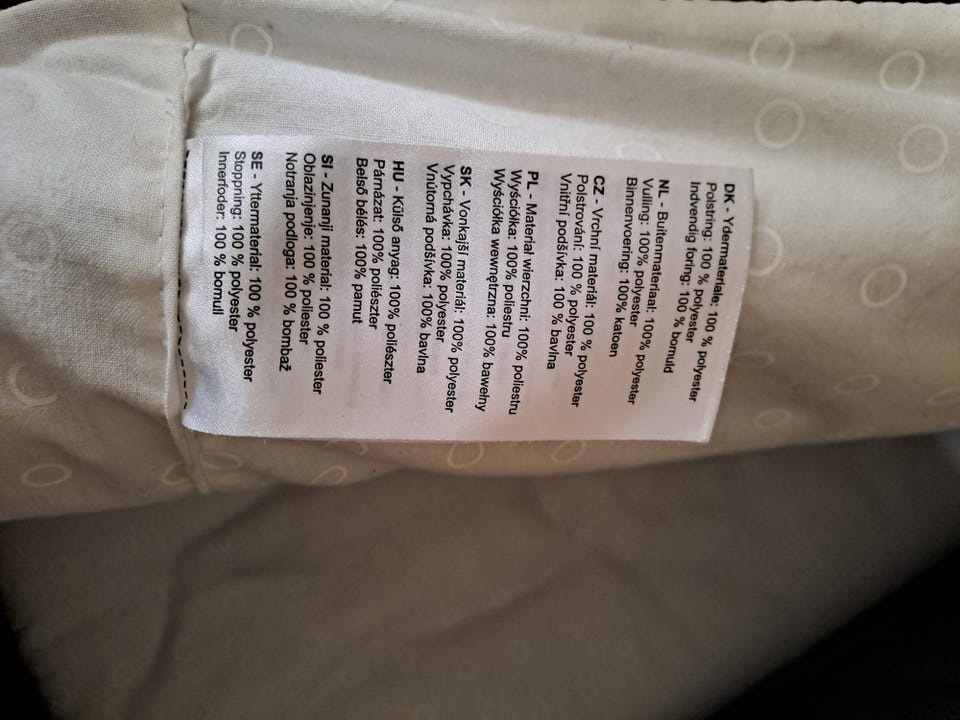 DK - Ydermateriale: 100 % polyester
Polstring: 100 % polyester
Indvendig foring: 100 % bomuld
NL - Buitenmateriaal: 100% polyester
Vulling: 100% polyester
Binnenvoering: 100% katoen
CZ - Vrchní materiál: 100 % polyester
Polstrování: 100 % polyester
Vnitřní podšívka: 100 % bavlna
PL - Materiał wierzchni: 100% poliestru
Wyściółka: 100% poliestru
Wyściółka wewnętrzna: 100% bawełny
SK - Vonkajší materiál: 100% polyester
Vypchávka: 100% polyester
Vnútorná podšívka: 100% bavlna
HU - Külső anyag: 100% poliészter
Párnázat: 100% poliészter
Belső bélés: 100% pamut
SI - Zunanji material: 100 % poliester
Oblazinjenje: 100 % poliester
Notranja podloga: 100 % bombaž
SE - Yttermaterial: 100 % polyester
Stoppning: 100 % polyester
Innerfoder: 100 % bomull